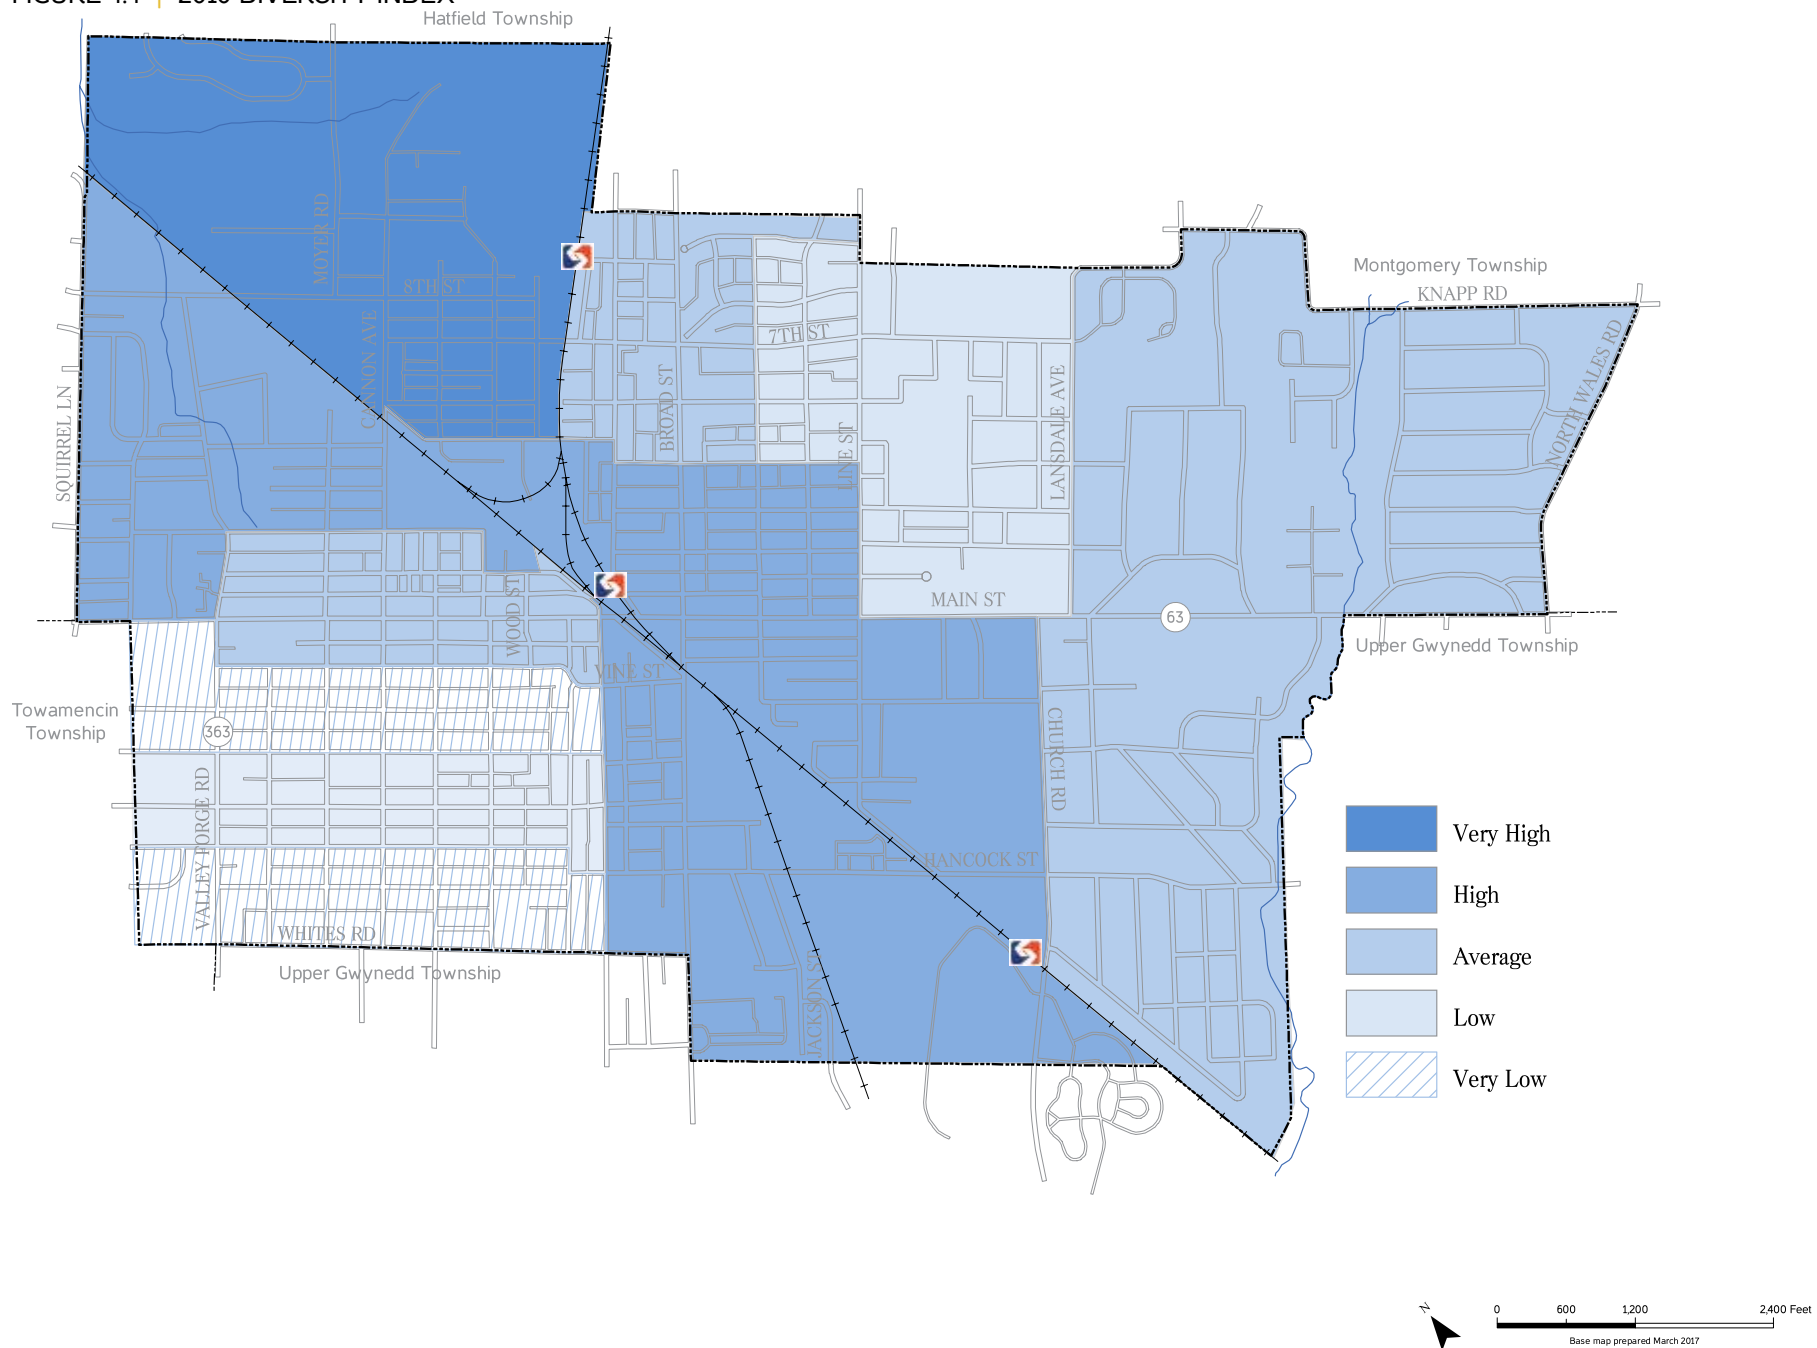 Hatfield Township
MOYER RD
8TH ST
CANNON AVE
SQUIRREL LN
BROAD ST
7TH ST
LINE ST
LANSDALE AVE
Montgomery Township
KNAPP RD
NORTH WALES RD
MAIN ST
63
Upper Gwynedd Township
WOOD ST
VINE ST
Towamencin
Township
363
VALLEY FORGE RD
CHURCH RD
HANCOCK ST
WHITES RD
Upper Gwynedd Township
JACKSON ST
Very High
High
Average
Low
Very Low
N
0 600 1,200 2,400 Feet
Base map prepared March 2017